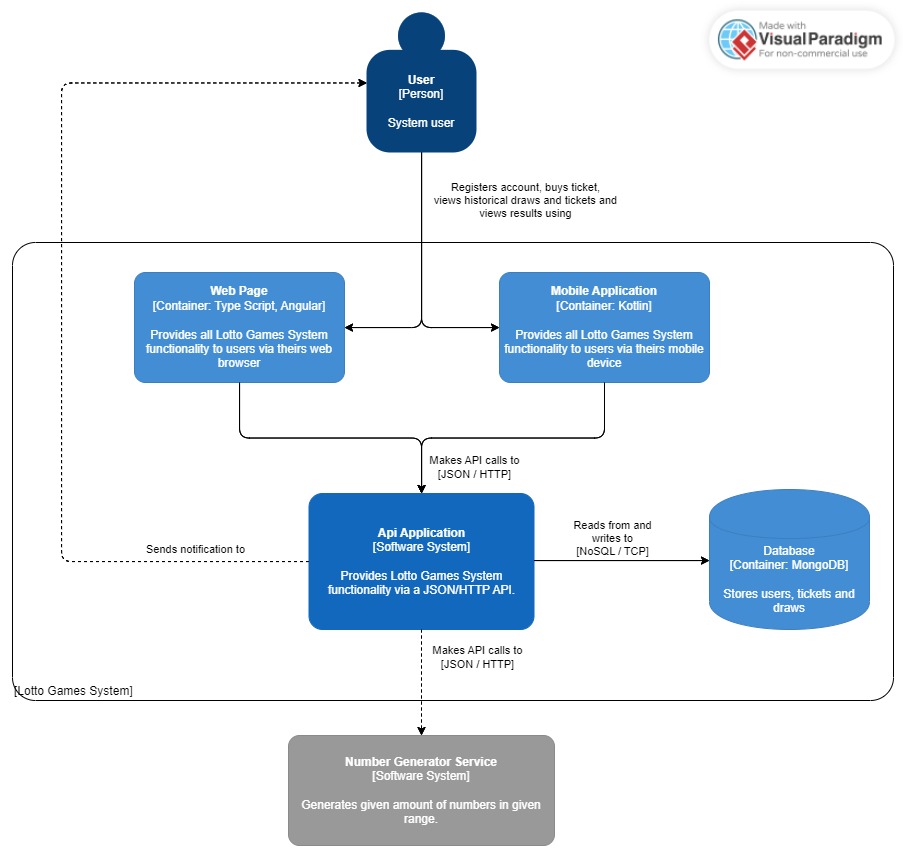 Made with
VisualParadigm
For non-commercial use
User
[Person]
System user
Registers account, buys ticket,
views historical draws and tickets and
views results using
Web Page
[Container: Type Script, Angular]
Provides all Lotto Games System
functionality to users via theirs web
browser
Mobile Application
[Container: Kotlin]
Provides all Lotto Games System
functionality to users via theirs mobile
device
Makes API calls to
[JSON / HTTP]
Api Application
[Software System]
Provides Lotto Games System
functionality via a JSON/HTTP API.
Sends notification to
Reads from and
writes to
[NoSQL / TCP]
Database
[Container: MongoDB]
Stores users, tickets and
draws
Makes API calls to
[JSON / HTTP]
[Lotto Games System]
Number Generator Service
[Software System]
Generates given amount of numbers in given
range.